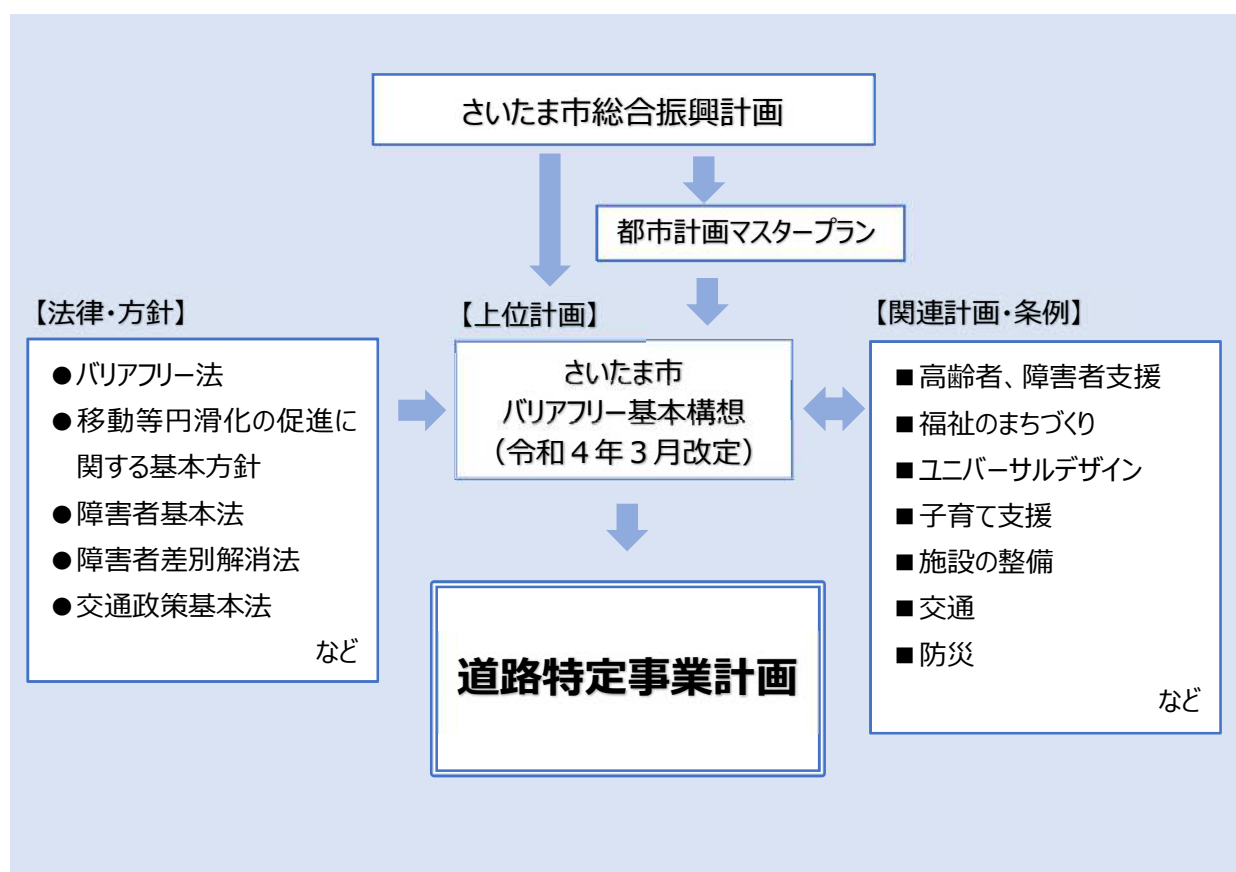 さいたま市総合振興計画
都市計画マスタープラン
【法律・方針】
●バリアフリー法
●移動等円滑化の促進に
関する基本方針
●障害者基本法
●障害者差別解消法
●交通政策基本法
など
【上位計画】
さいたま市
バリアフリー基本構想
（令和４年３月改定）
【関連計画・条例】
■高齢者、障害者支援
■福祉のまちづくり
■ユニバーサルデザイン
■子育て支援
■施設の整備
■交通
■防災
など
道路特定事業計画